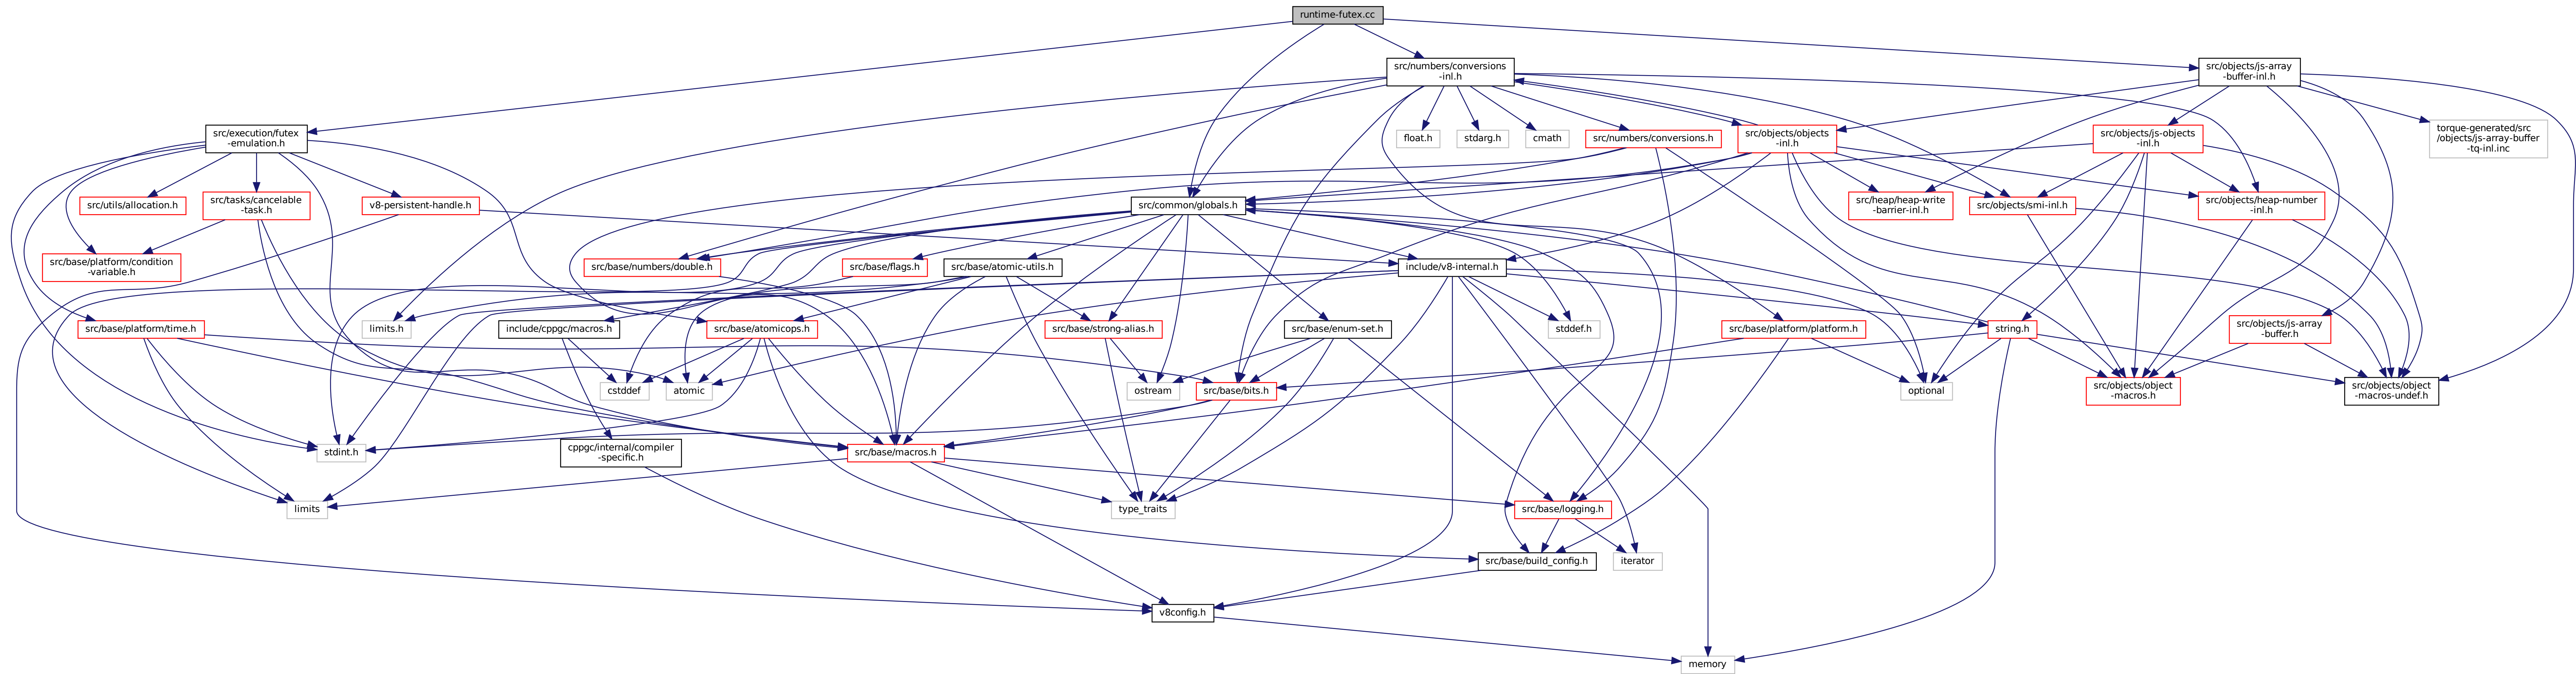 runtime-futex.cc
src/numbers/conversions
-inl.h
src/objects/js-array
-buffer-inl.h
src/execution/futex
-emulation.h
float.h
stdarg.h
cmath
src/numbers/conversions.h
src/objects/objects
-inl.h
src/objects/js-objects
-inl.h
torque-generated/src
/objects/js-array-buffer
-tq-inl.inc
src/utils/allocation.h
src/tasks/cancelable
-task.h
v8-persistent-handle.h
src/common/globals.h
src/heap/heap-write
-barrier-inl.h
src/objects/smi-inl.h
src/objects/heap-number
-inl.h
src/base/platform/condition
-variable.h
src/base/numbers/double.h
src/base/flags.h
src/base/atomic-utils.h
include/v8-internal.h
src/base/platform/time.h
limits.h
include/cppgc/macros.h
src/base/atomicops.h
src/base/strong-alias.h
src/base/enum-set.h
stddef.h
src/base/platform/platform.h
string.h
src/objects/js-array
-buffer.h
cstddef
atomic
ostream
src/base/bits.h
optional
src/objects/object
-macros.h
src/objects/object
-macros-undef.h
stdint.h
cppgc/internal/compiler
-specific.h
src/base/macros.h
limits
type_traits
src/base/logging.h
src/base/build_config.h
iterator
v8config.h
memory